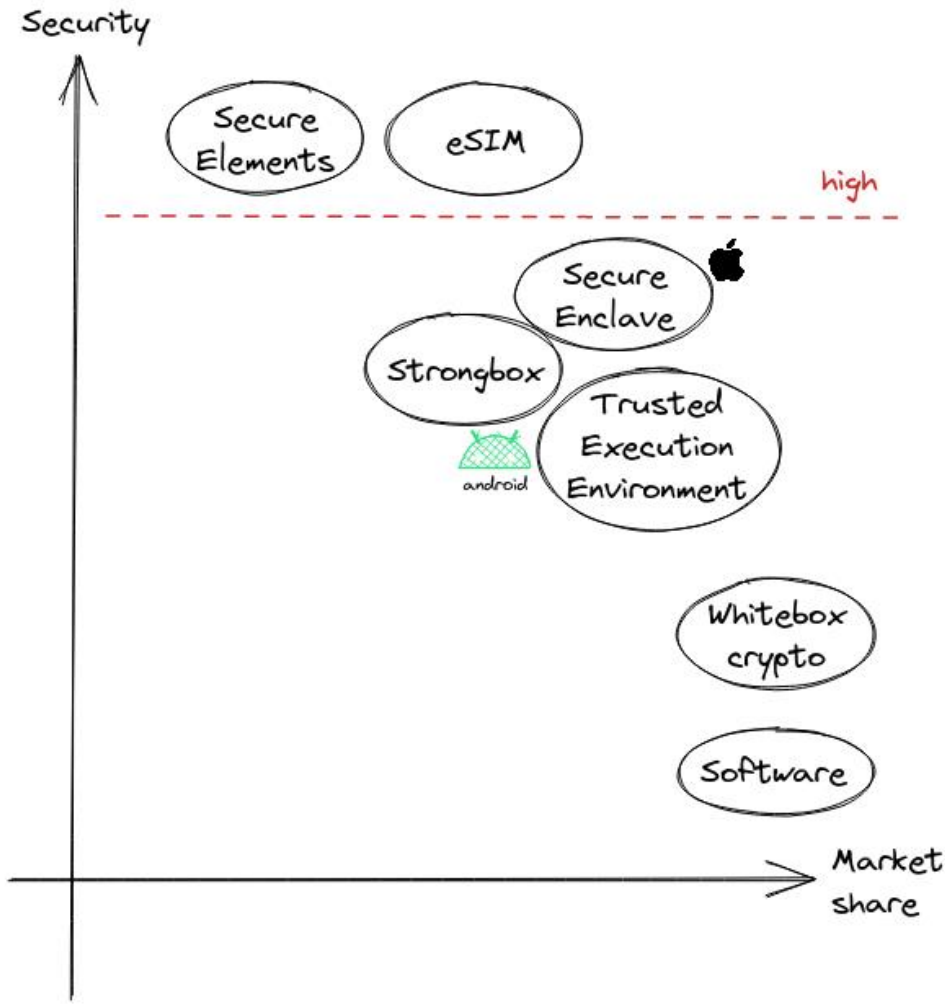 Security
Secure
Elements
eSIM
high
Secure
Enclave
Strongbox
Trusted
Execution
Environment
android
Whitebox
crypto
Software
Market
share